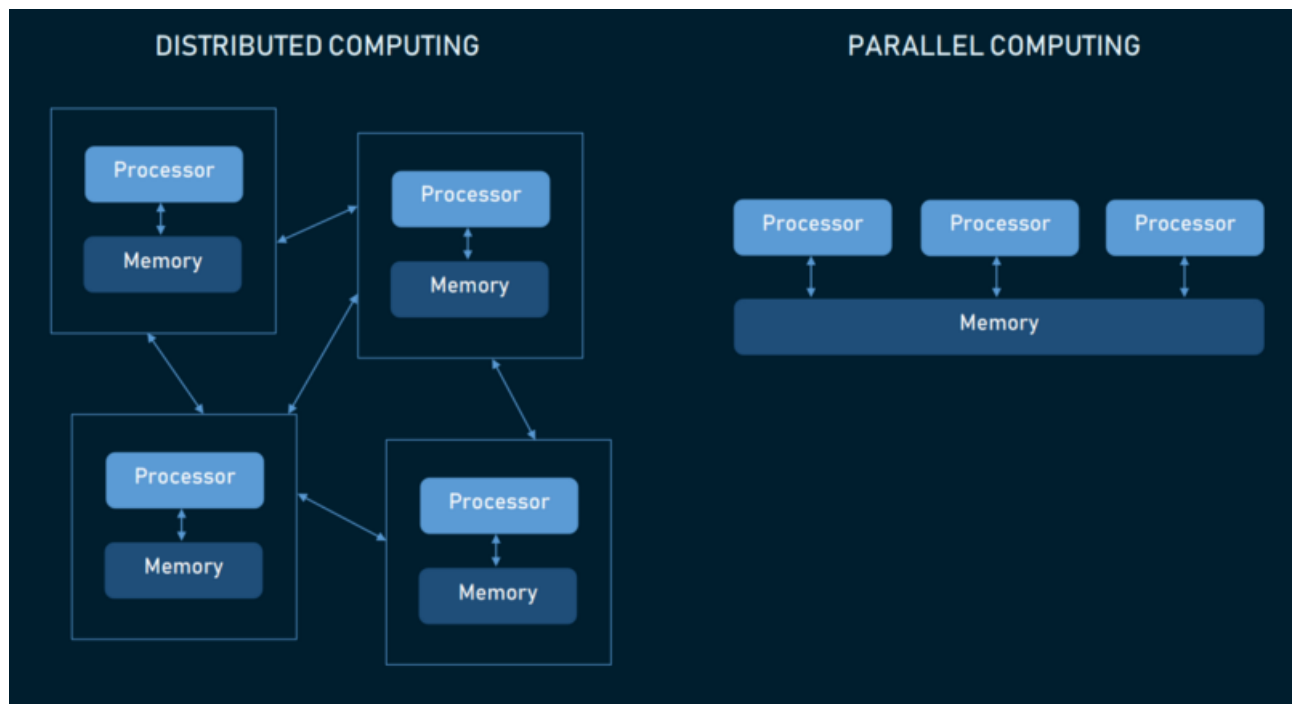 DISTRIBUTED COMPUTING
PARALLEL COMPUTING
Processor
Memory
Processor
Memory
Processor
Memory
Processor
Memory
Processor
Processor
Processor
Memory